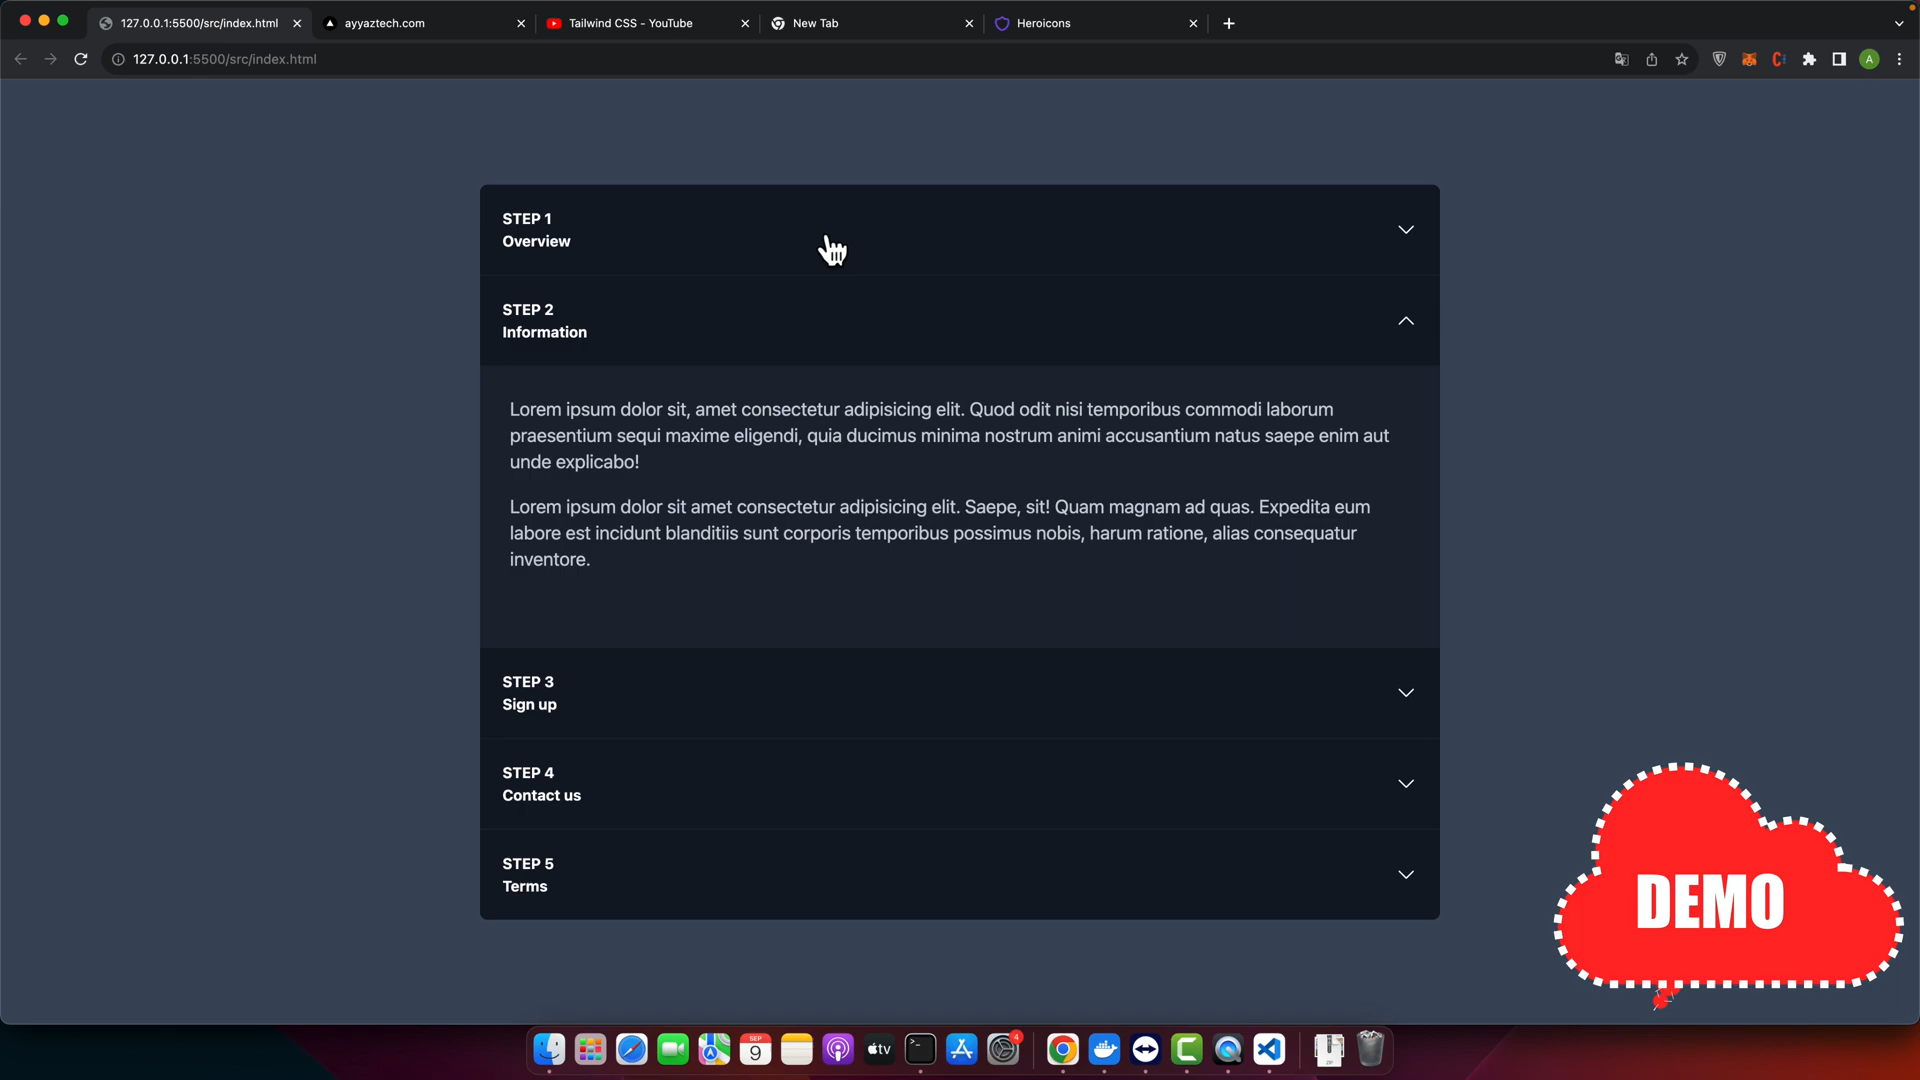 127.0.0.1:5500/src/index.html
ayyaztech.com
Tailwind CSS - YouTube
New Tab
Heroicons
127.0.0.1:5500/src/index.html
A
STEP 1
Overview
STEP 2
Information
Lorem ipsum dolor sit, amet consectetur adipisicing elit. Quod odit nisi temporibus commodi laborum
praesentium sequi maxime eligendi, quia ducimus minima nostrum animi accusantium natus saepe enim aut
unde explicabo!
Lorem ipsum dolor sit amet consectetur adipisicing elit. Saepe, sit! Quam magnam ad quas. Expedita eum
labore est incidunt blanditiis sunt corporis temporibus possimus nobis, harum ratione, alias consequatur
inventore.
STEP 3
Sign up
STEP 4
Contact us
STEP 5
Terms
DEMO
SEP
9
tv
4